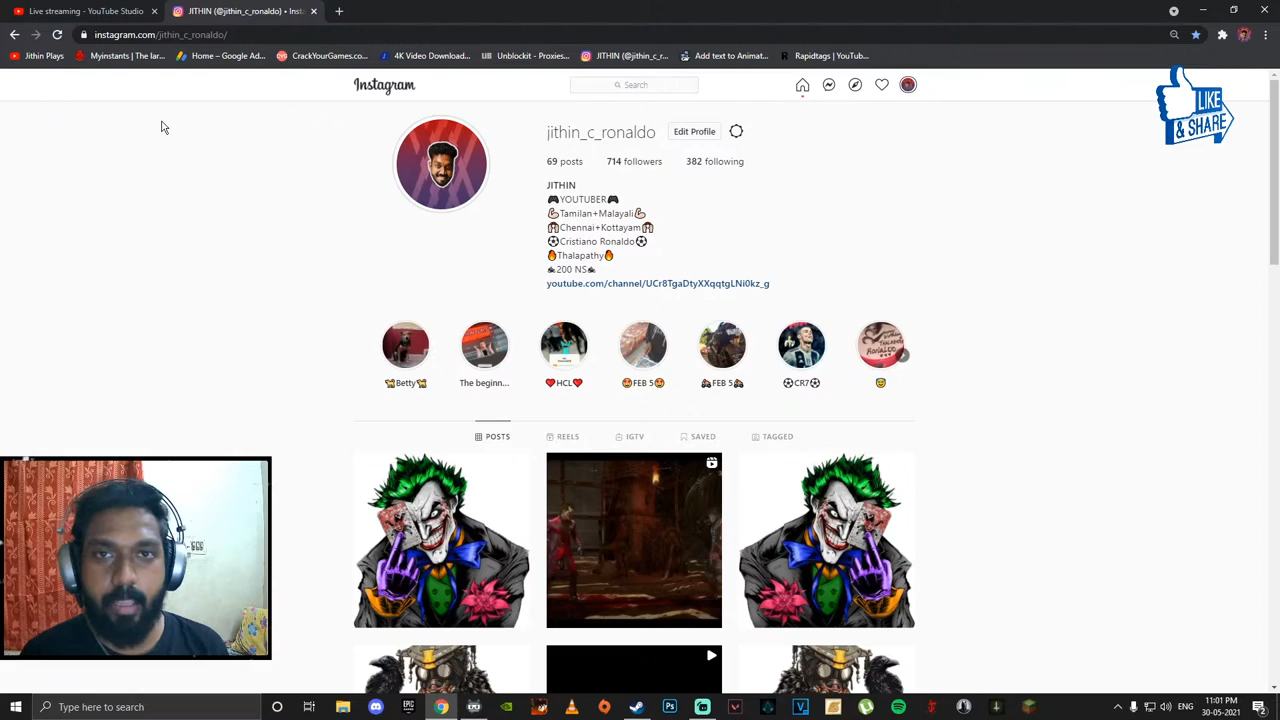 Live streaming - YouTube Studio
JITHIN (@jithin_c_ronaldo) • Inst
instagram.com/jithin_c_ronaldo/
Jithin Plays
Myinstants | The lar...
Home – Google Ad...
CrackYourGames.co...
4K Video Download...
Unblockit - Proxies...
JITHIN (@jithin_c_r...
Add text to Animat...
Rapidtags | YouTub...
Instagram
Search
LIKE
& SHARE
jithin_c_ronaldo
Edit Profile
69 posts
714 followers
382 following
JITHIN
🎮YOUTUBER🎮
💪Tamilan+Malayali💪
Chennai+Kottayam
⚽Cristiano Ronaldo⚽
🔥Thalapathy🔥
200 NS
youtube.com/channel/UCr8TgaDtyXXqqtgLNi0kz_g
Betty
The beginn...
❤️HCL❤️
😍FEB 5😍
FEB 5
⚽CR7⚽
POSTS
REELS
IGTV
SAVED
TAGGED
Type here to search
11:01 PM
30-05-2021